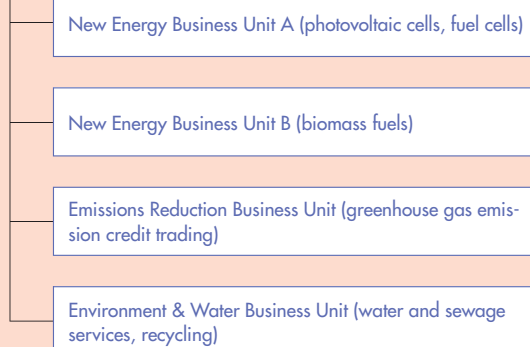 New Energy Business Unit A (photovoltaic cells, fuel cells)
New Energy Business Unit B (biomass fuels)
Emissions Reduction Business Unit (greenhouse gas emis-
sion credit trading)
Environment & Water Business Unit (water and sewage
services, recycling)